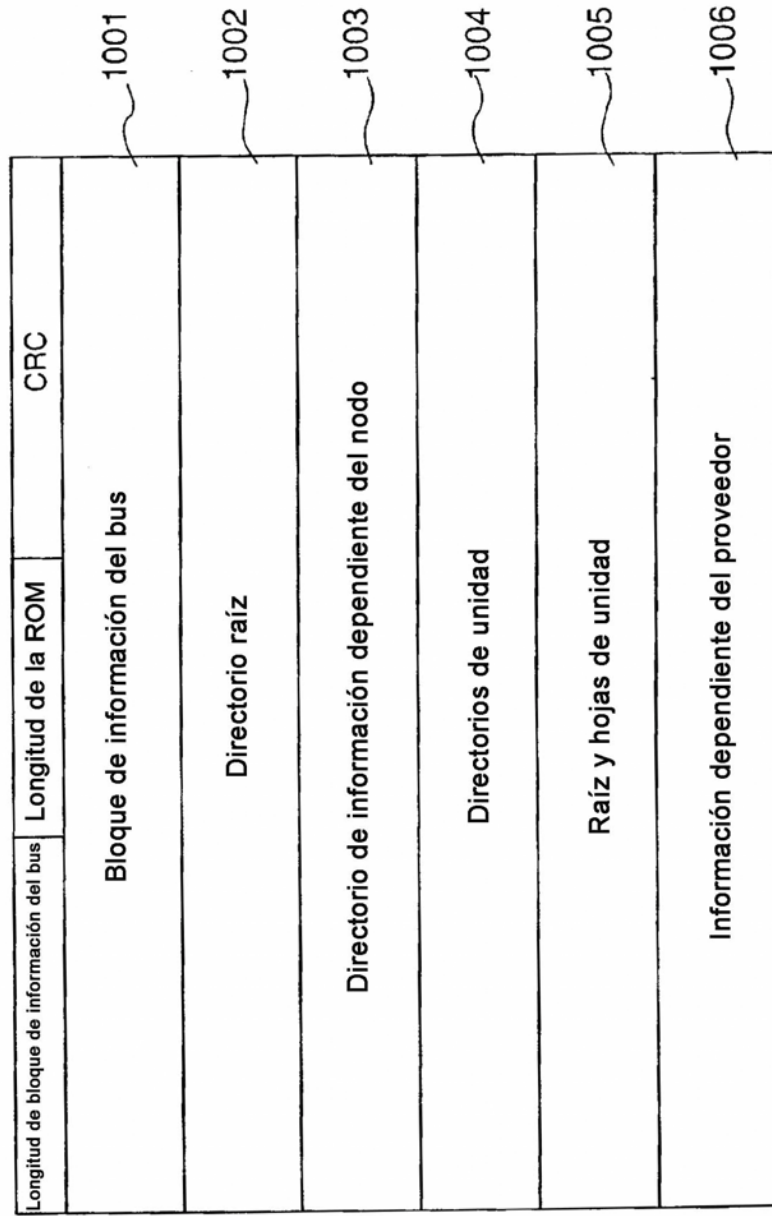 Longitud de bloque de información del bus Longitud de la ROM CRC
Bloque de información del bus 1001
Directorio raíz 1002
Directorio de información dependiente del nodo 1003
Directorios de unidad 1004
Raíz y hojas de unidad 1005
Información dependiente del proveedor 1006